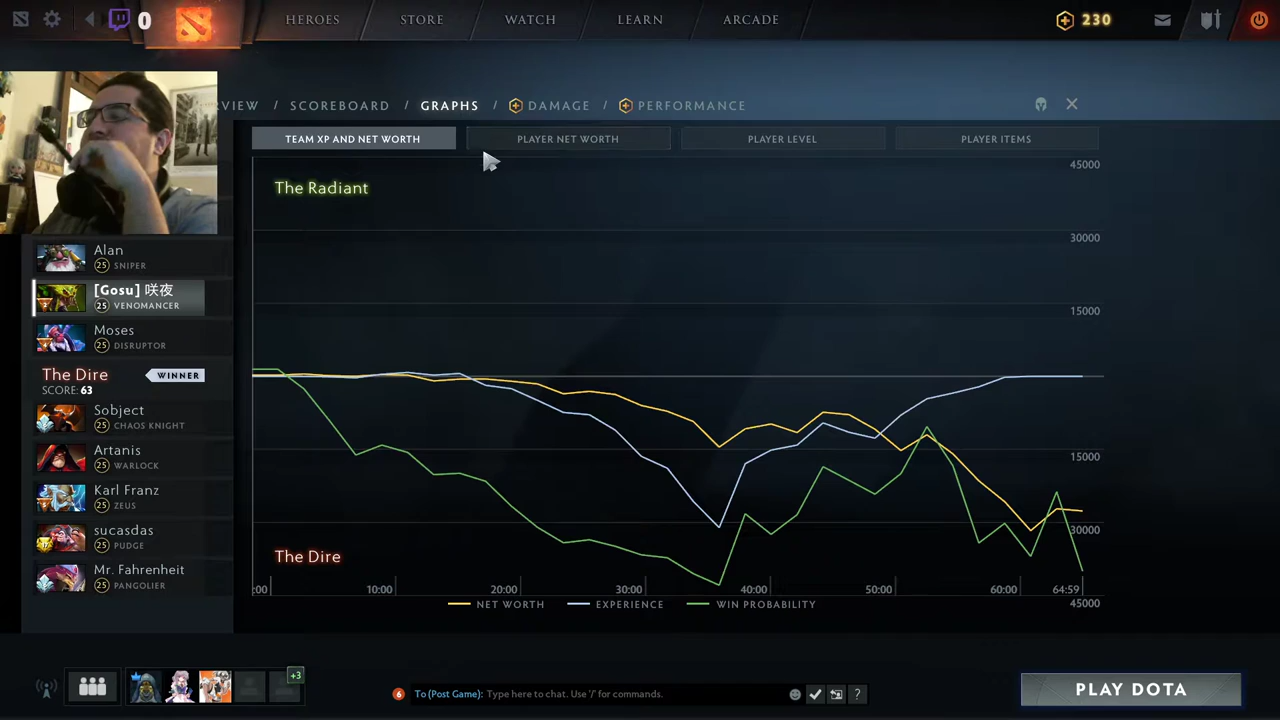 0
HEROES
STORE
WATCH
LEARN
ARCADE
230
RVIEW / SCOREBOARD / GRAPHS / DAMAGE / PERFORMANCE
TEAM XP AND NET WORTH
PLAYER NET WORTH
PLAYER LEVEL
PLAYER ITEMS
The Radiant
45000
30000
15000
15000
30000
45000
The Dire
:00
10:00
20:00
30:00
40:00
50:00
60:00
64:59
NET WORTH
EXPERIENCE
WIN PROBABILITY
Alan
25 SNIPER
[Gosu] 咲夜
25 VENOMANCER
Moses
25 DISRUPTOR
The Dire
WINNER
SCORE: 63
Sobject
25 CHAOS KNIGHT
Artanis
25 WARLOCK
Karl Franz
25 ZEUS
sucasdas
25 PUDGE
Mr. Fahrenheit
25 PANGOLIER
+3
6
To (Post Game): Type here to chat. Use '/' for commands.
?
PLAY DOTA